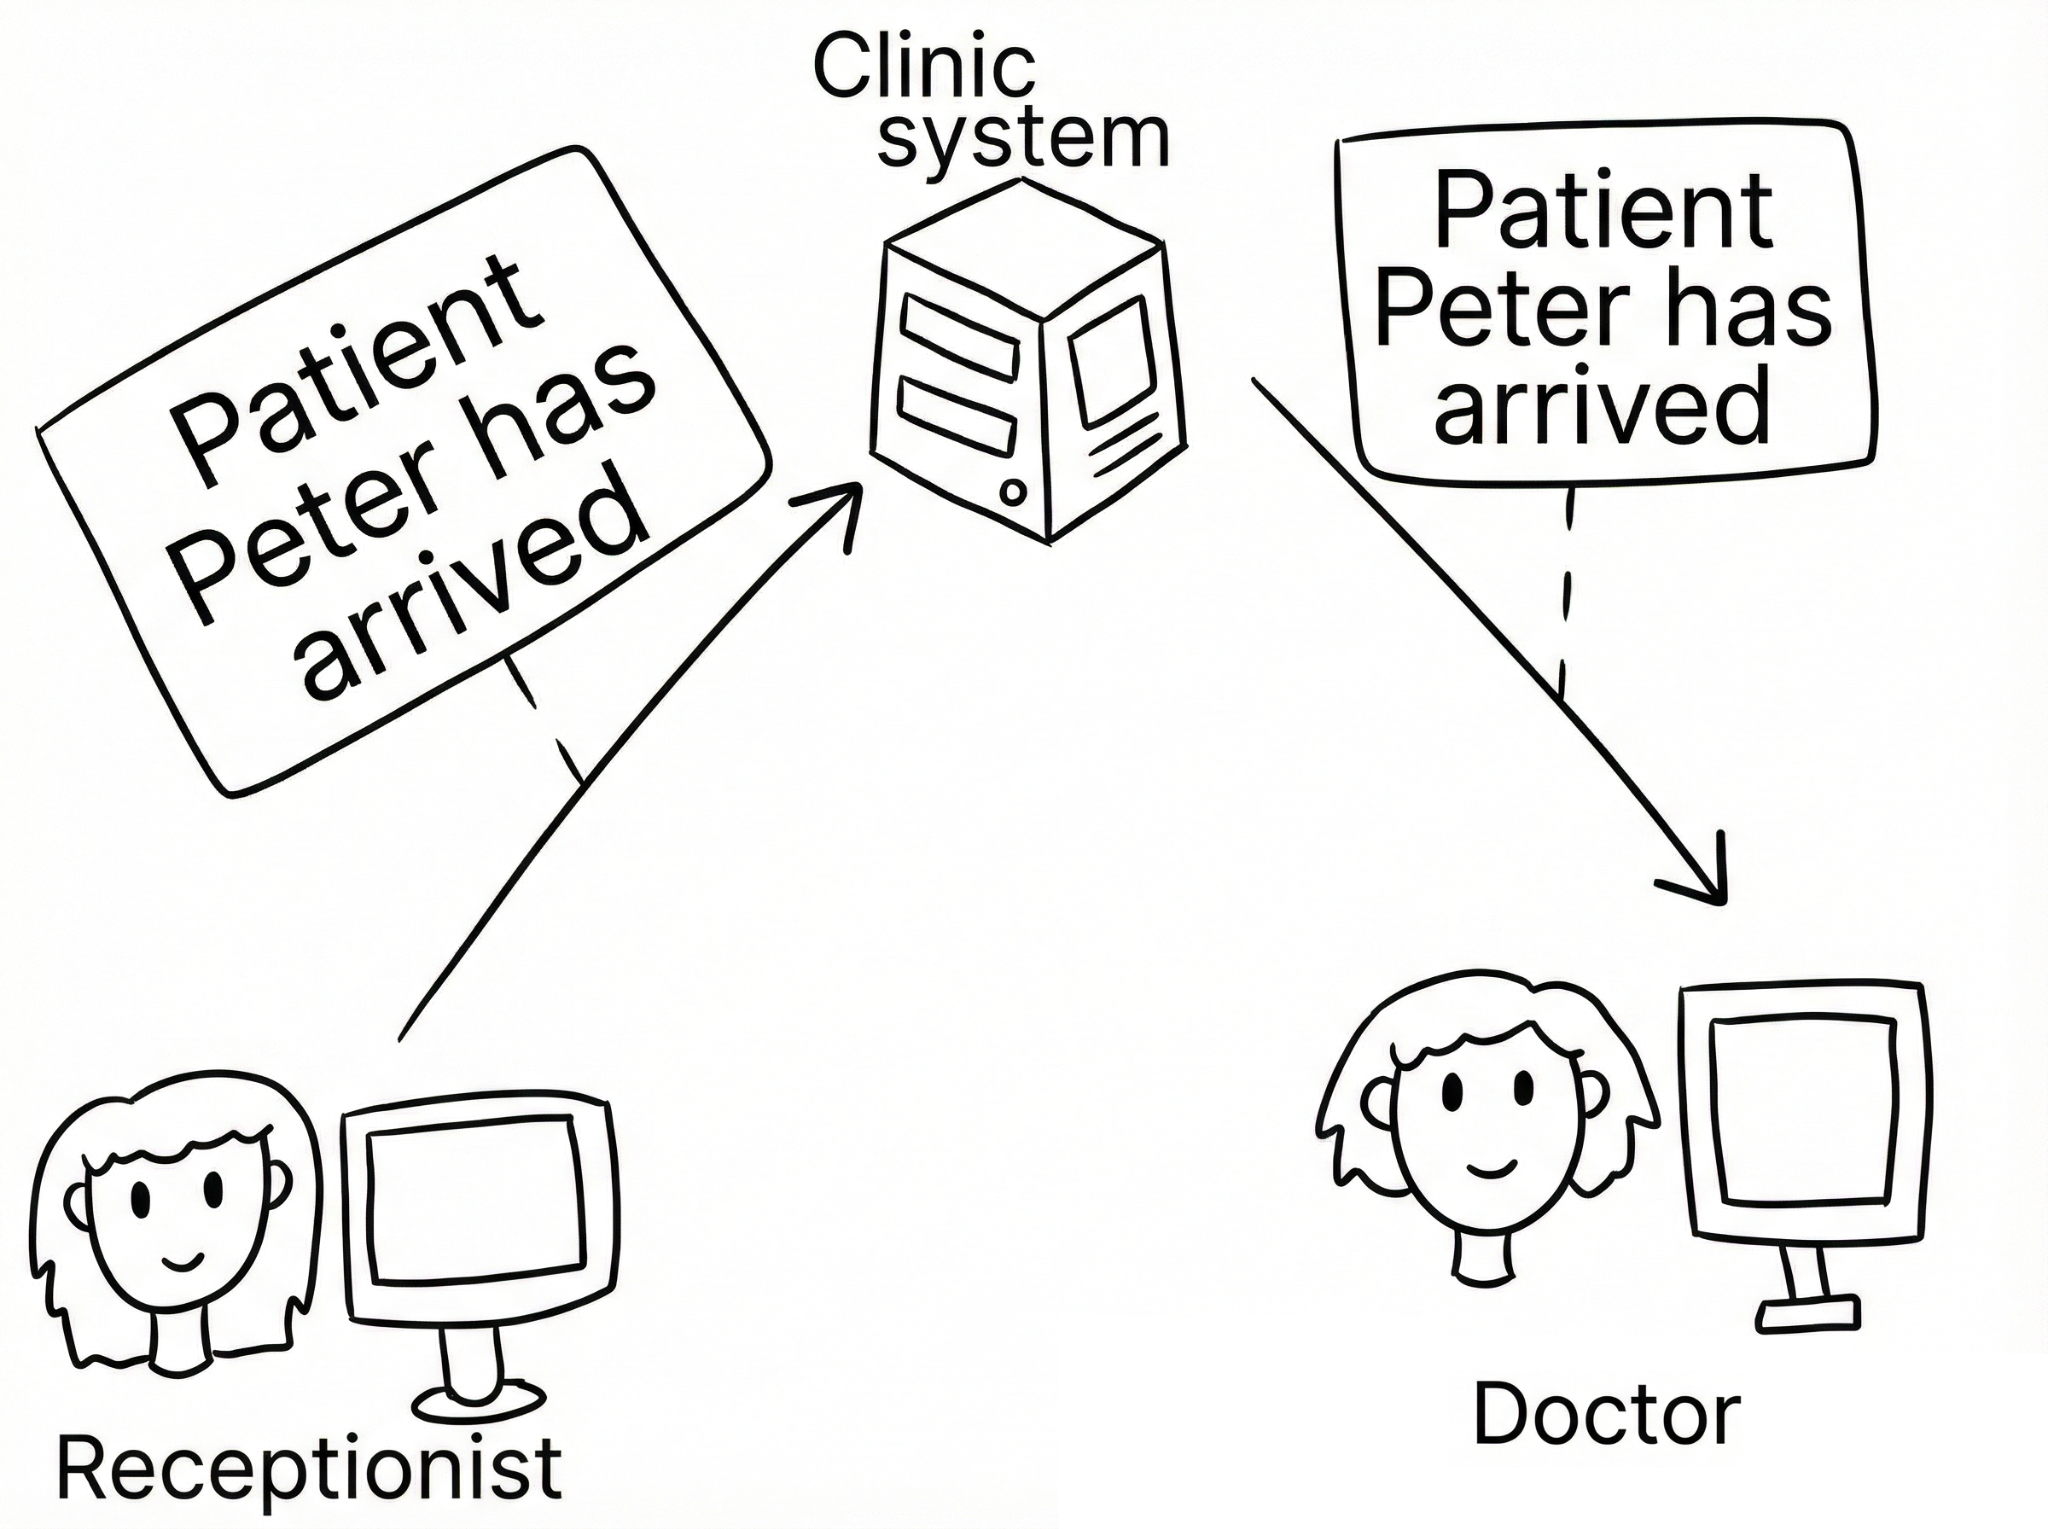 Clinic
system
Patient
Peter has
arrived
Patient
Peter has
arrived
Receptionist
Doctor